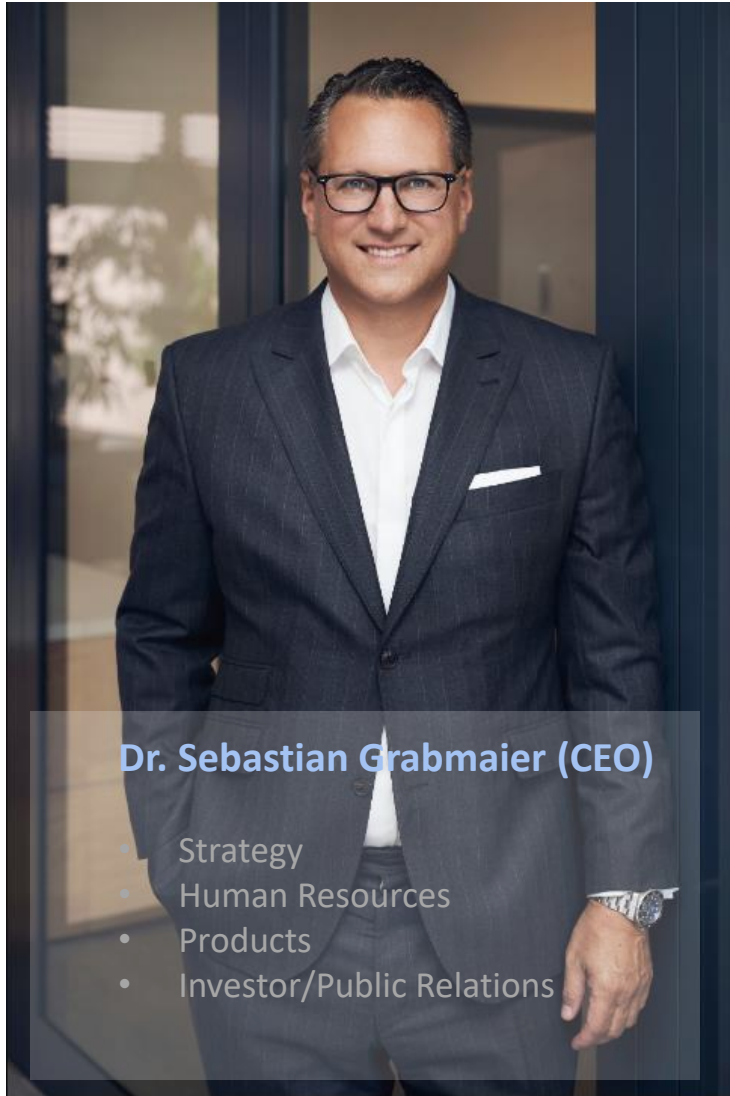 Dr. Sebastian Grabmaier (CEO)
• Strategy
• Human Resources
• Products
• Investor/Public Relations